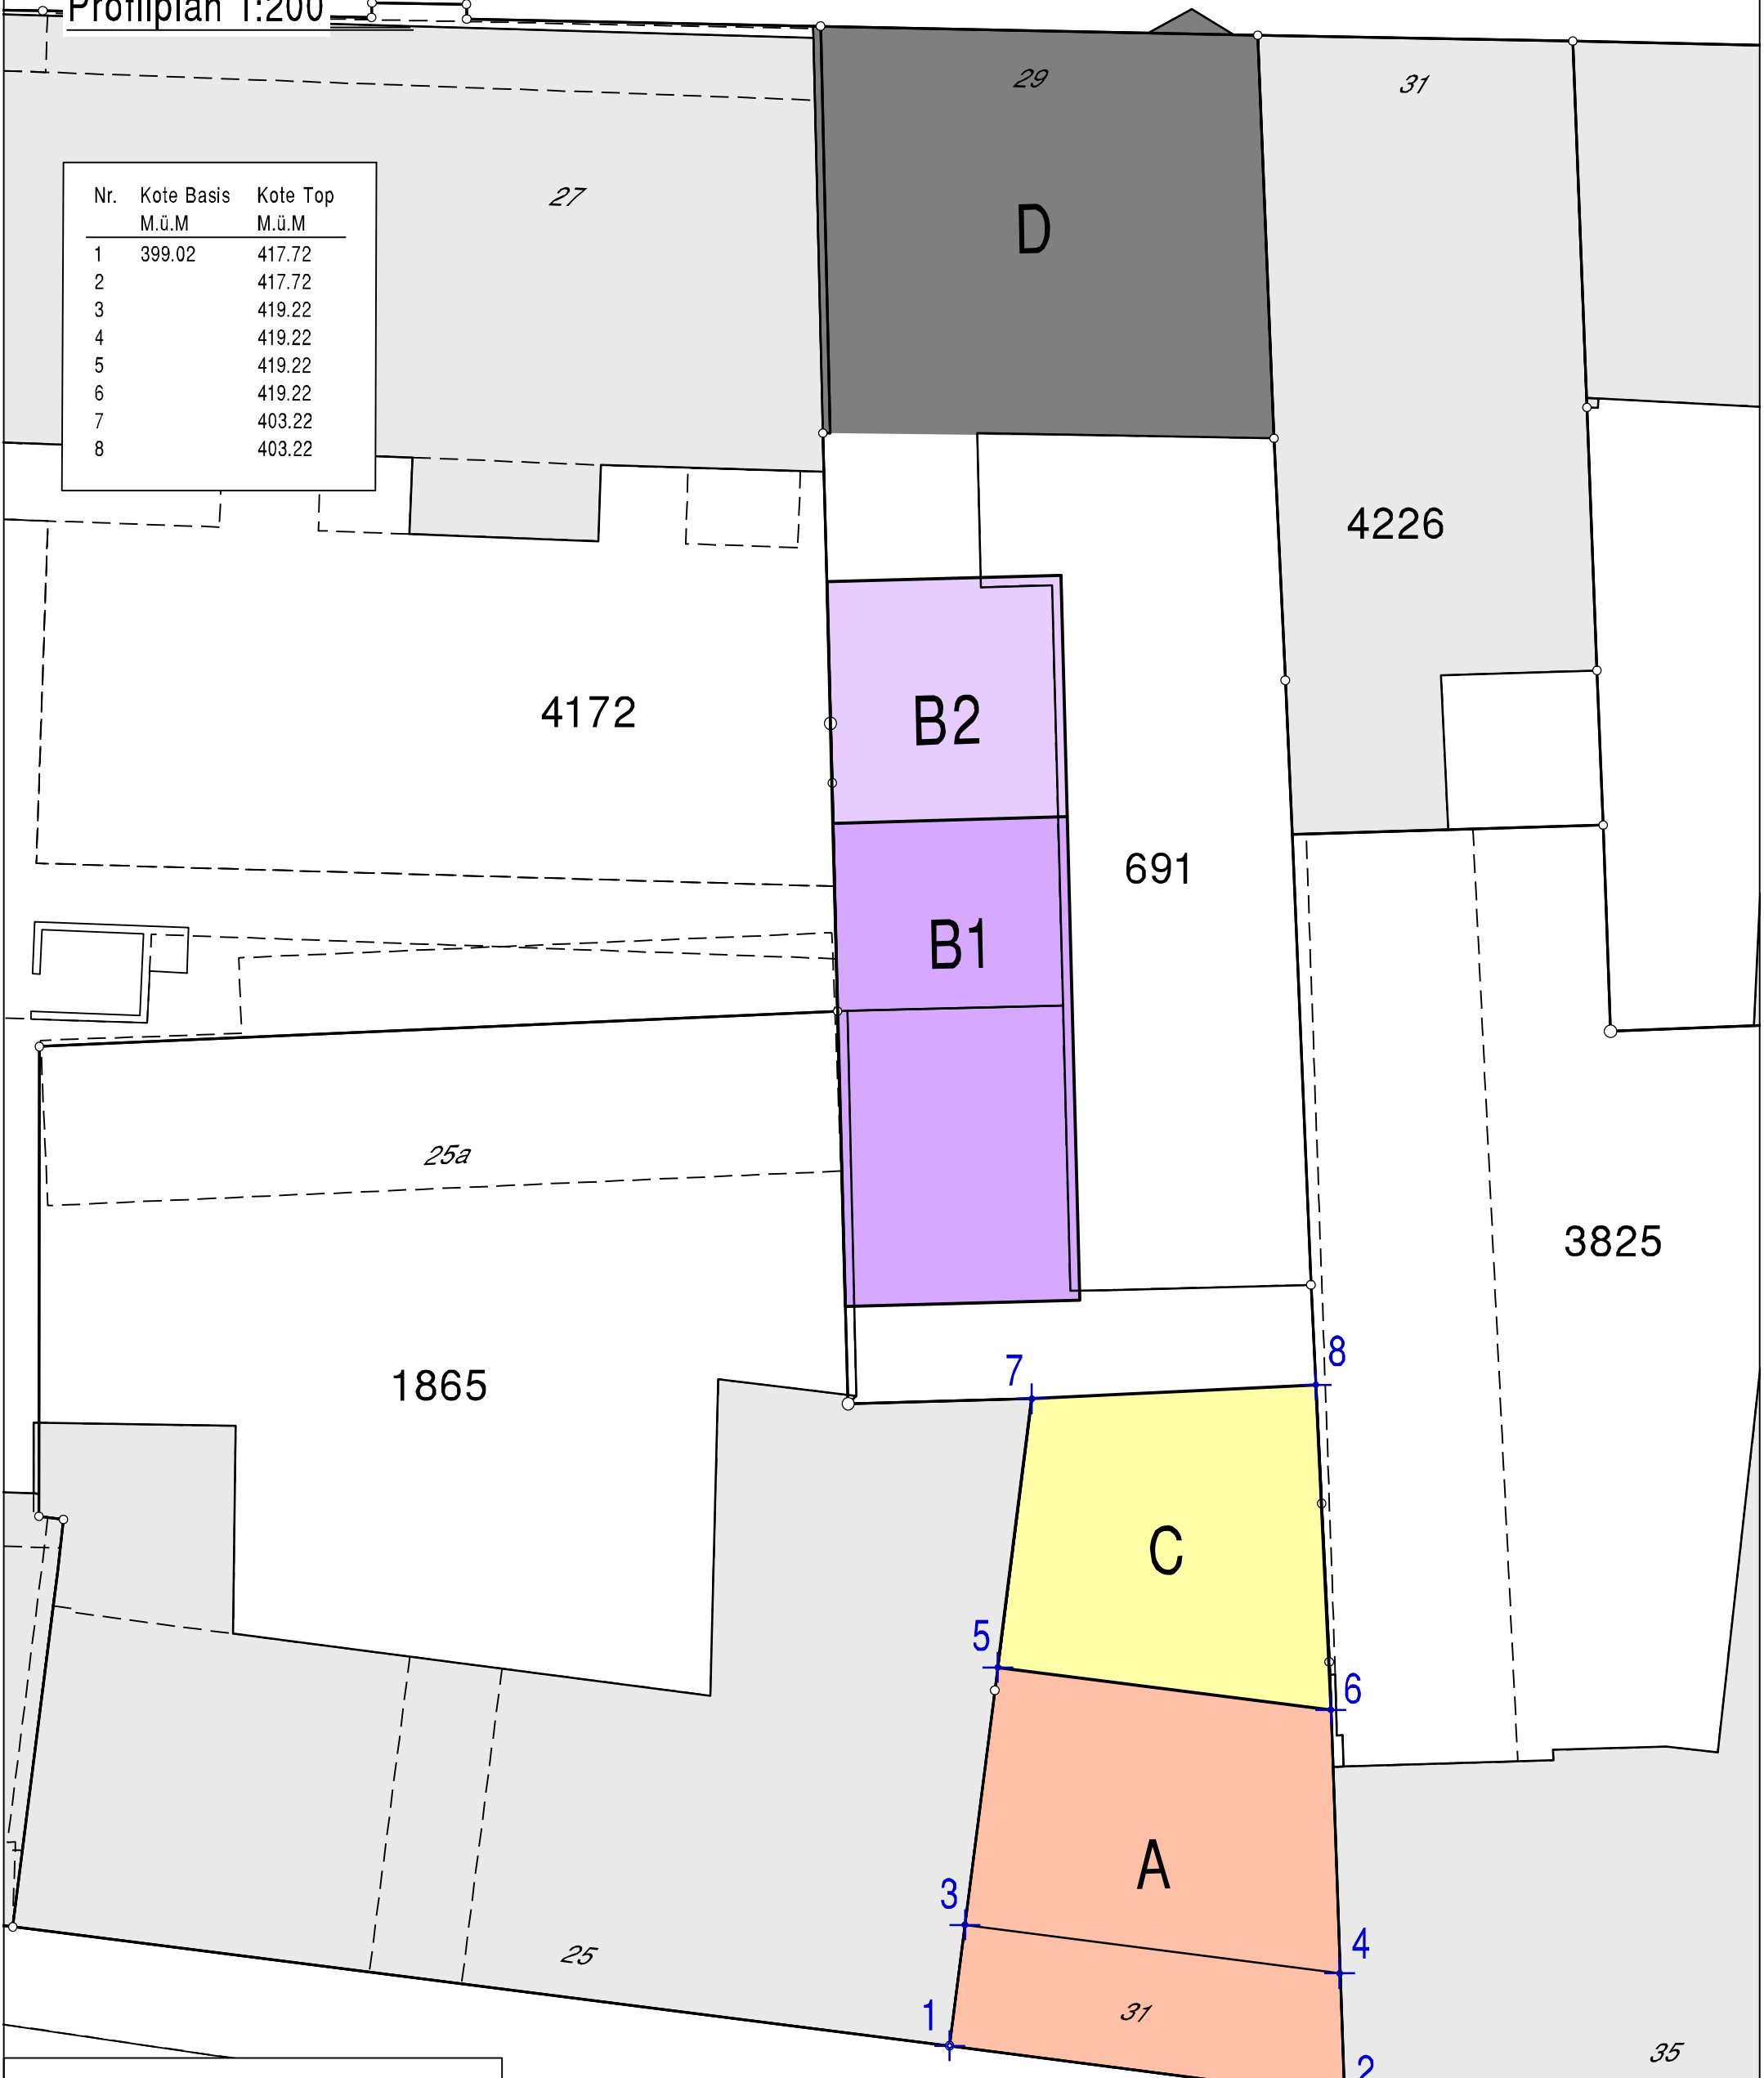 Profilplan 1:200
29
31
27
D
Nr. Kote Basis Kote Top
M.ü.M M.ü.M
1 399.02 417.72
2 417.72
3 419.22
4 419.22
5 419.22
6 419.22
7 403.22
8 403.22
4226
4172
B2
691
B1
25a
3825
1865
7
8
C
5
6
A
3
4
25
1
31
35
2